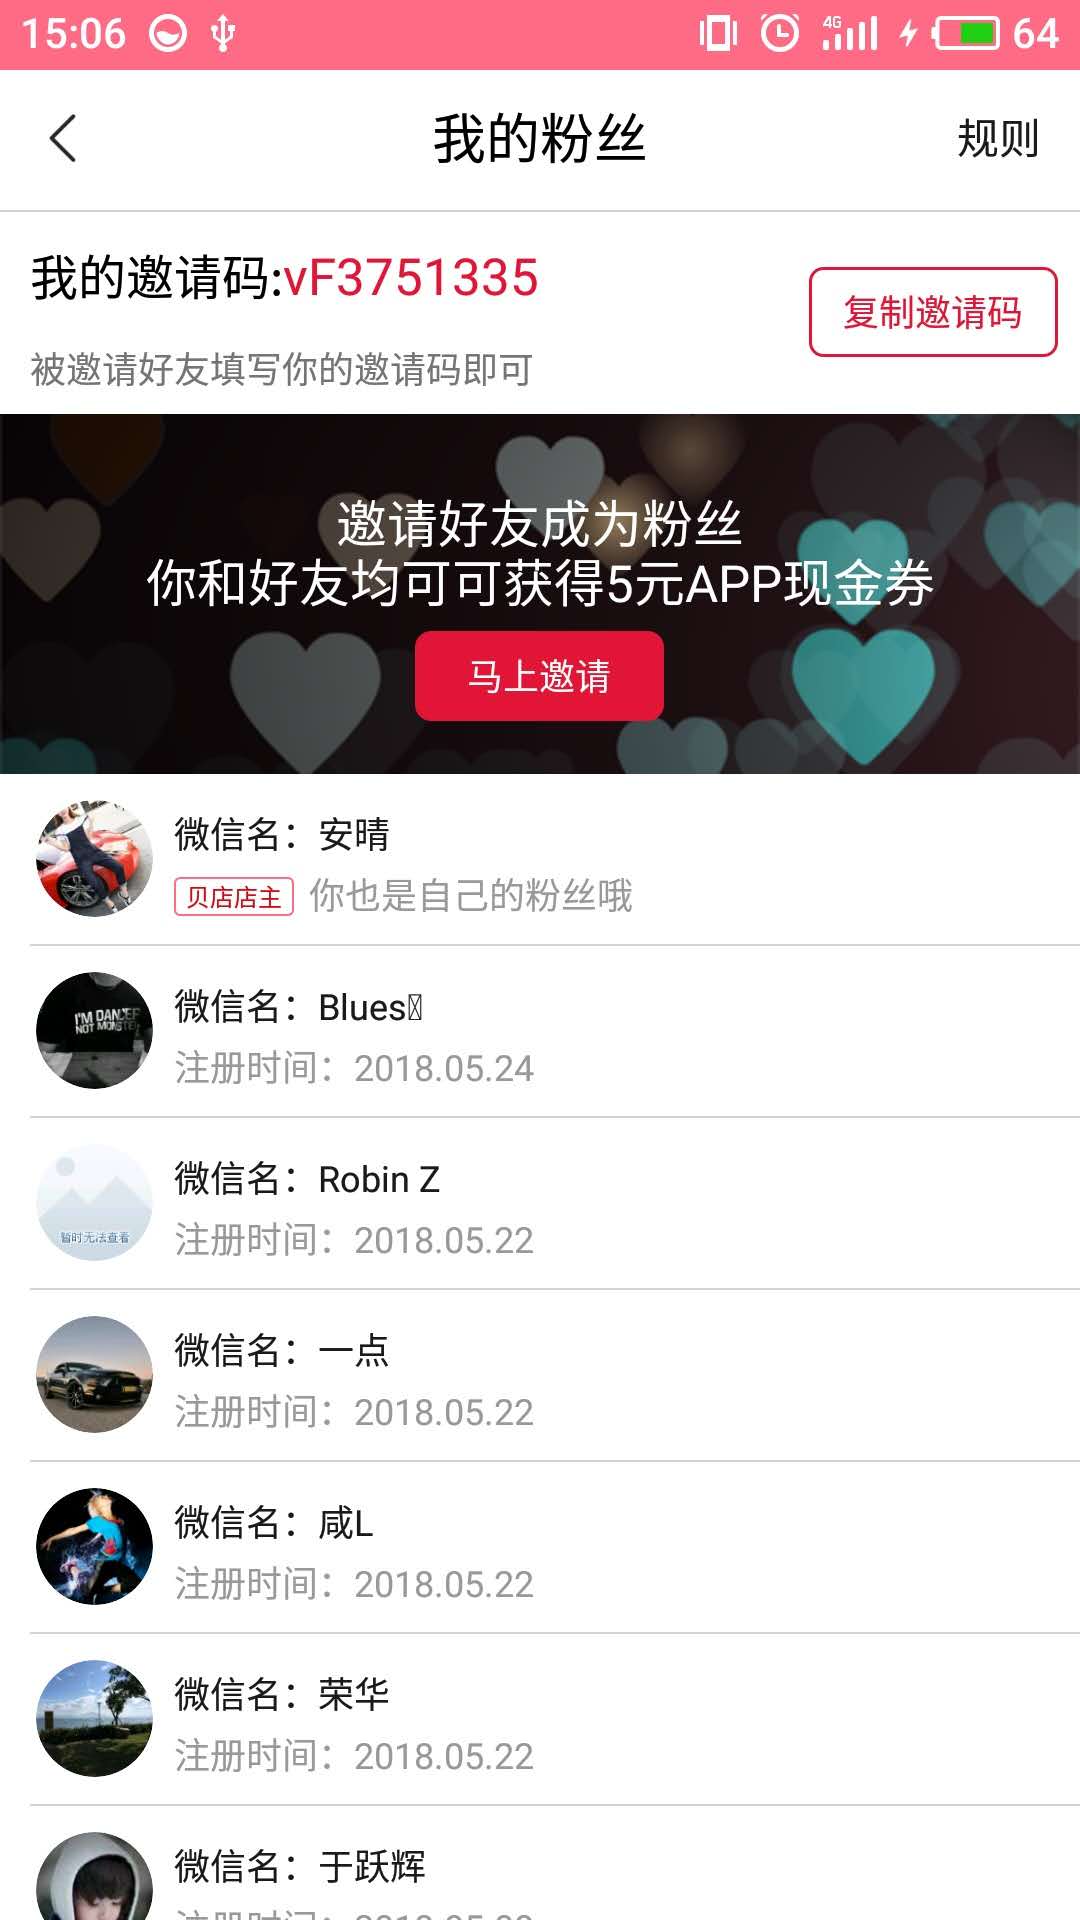 15:06
4G
64
我的粉丝
规则
我的邀请码:vF3751335
复制邀请码
被邀请好友填写你的邀请码即可
邀请好友成为粉丝
你和好友均可可获得5元APP现金券
马上邀请
微信名：安晴
贝店店主 你也是自己的粉丝哦
I'M DANCER
NOT MONSTER
微信名：Blues
注册时间：2018.05.24
暂时无法查看
微信名：Robin Z
注册时间：2018.05.22
微信名：一点
注册时间：2018.05.22
微信名：咸L
注册时间：2018.05.22
微信名：荣华
注册时间：2018.05.22
微信名：于跃辉